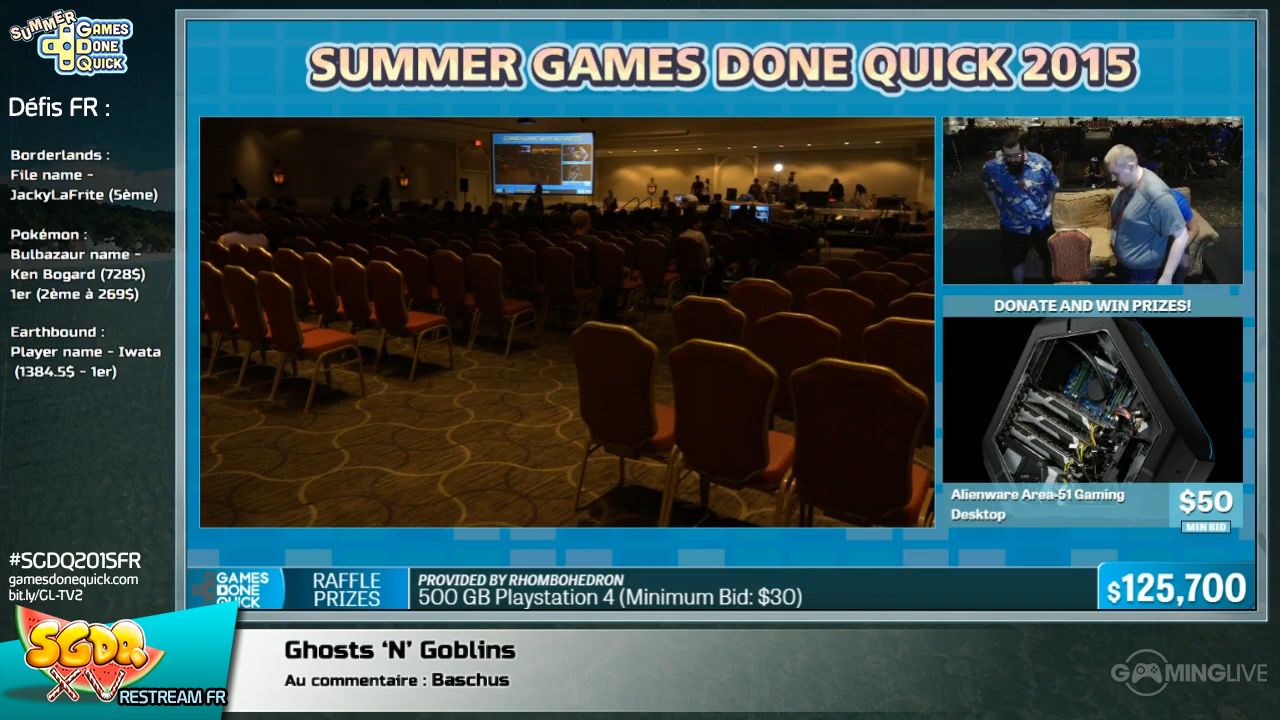 SUMMER
GAMES
DONE
QUICK
Défis FR :
Borderlands :
File name -
JackyLaFrite (5ème)
Pokémon :
Bulbazaur name -
Ken Bogard (728$)
1er (2ème à 269$)
Earthbound :
Player name - Iwata
(1384.5$ - 1er)
#SGDQ2015FR
gamesdonequick.com
bit.ly/GL-TV2
SGDQ
XV
RESTREAM FR
SUMMER GAMES DONE QUICK 2015
DONATE AND WIN PRIZES!
Alienware Area-51 Gaming
Desktop
$50
MIN BID
GAMES
DONE
QUICK
RAFFLE
PRIZES
PROVIDED BY RHOMBOHEDRON
500 GB Playstation 4 (Minimum Bid: $30)
$125,700
Ghosts ‘N’ Goblins
Au commentaire : Baschus
GAMINGLIVE